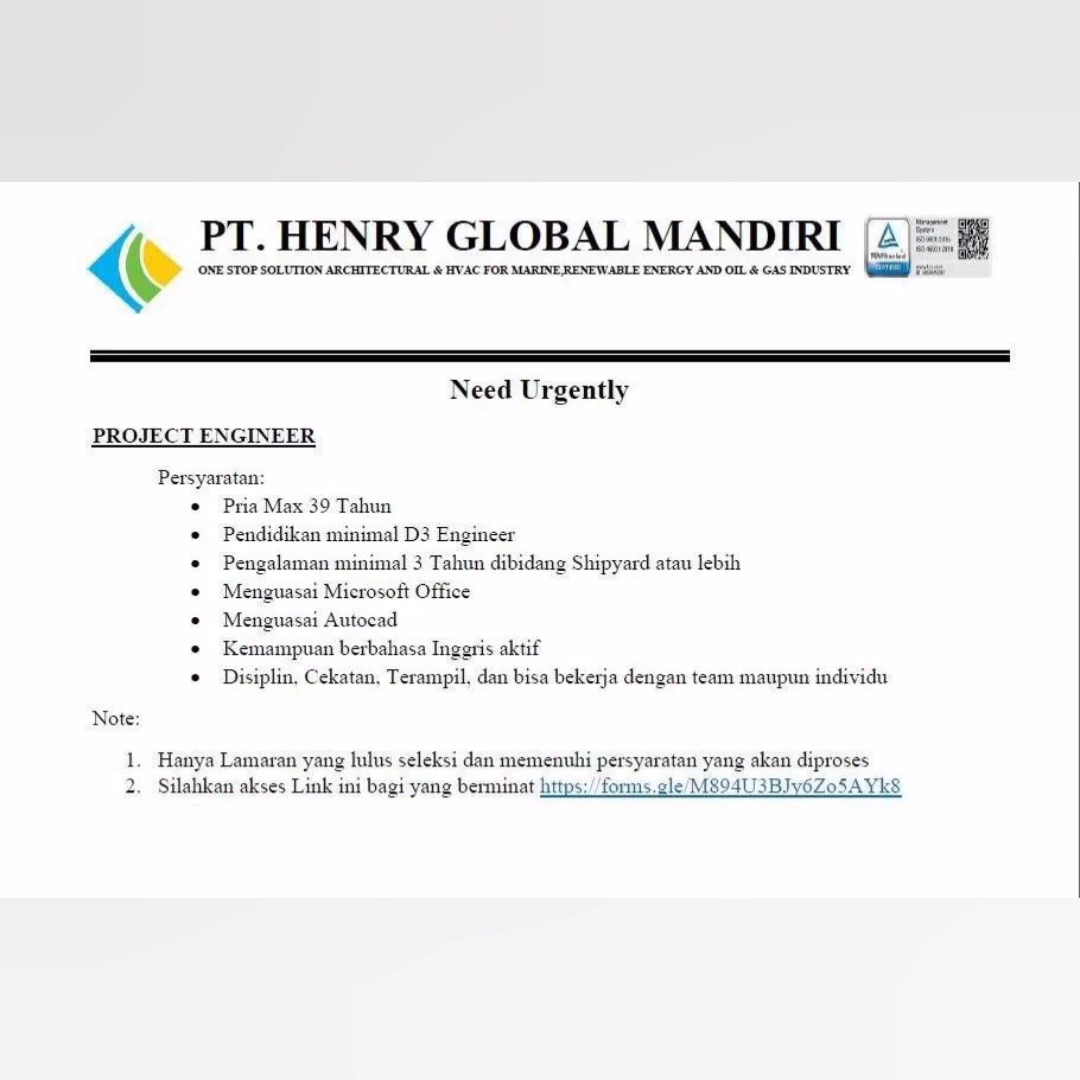 PT. HENRY GLOBAL MANDIRI
ONE STOP SOLUTION ARCHITECTURAL & HVAC FOR MARINE,RENEWABLE ENERGY AND OIL & GAS INDUSTRY
Management
System
Need Urgently
PROJECT ENGINEER
Persyaratan:
• Pria Max 39 Tahun
• Pendidikan minimal D3 Engineer
• Pengalaman minimal 3 Tahun dibidang Shipyard atau lebih
• Menguasai Microsoft Office
• Menguasai Autocad
• Kemampuan berbahasa Inggris aktif
• Disiplin, Cekatan, Terampil, dan bisa bekerja dengan team maupun individu
Note:
1. Hanya Lamaran yang lulus seleksi dan memenuhi persyaratan yang akan diproses
2. Silahkan akses Link ini bagi yang berminat https://forms.gle/M894U3BJy6Zo5AYk8